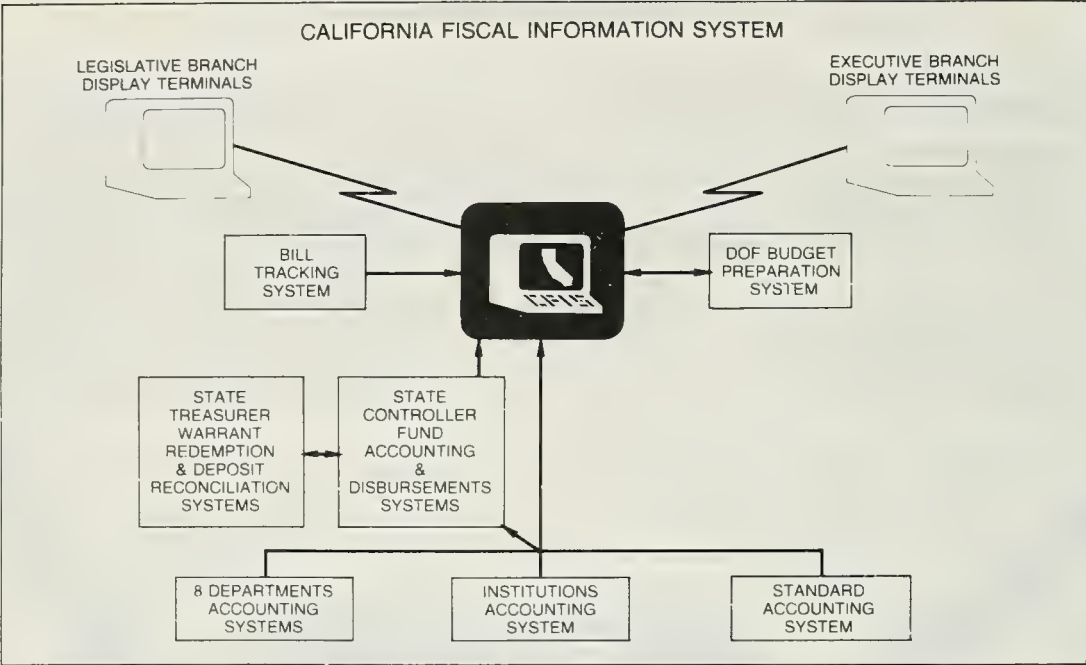 CALIFORNIA FISCAL INFORMATION SYSTEM
LEGISLATIVE BRANCH
DISPLAY TERMINALS
EXECUTIVE BRANCH
DISPLAY TERMINALS
BILL
TRACKING
SYSTEM
CFIS
DOF BUDGET
PREPARATION
SYSTEM
STATE
TREASURER
WARRANT
REDEMPTION
& DEPOSIT
RECONCILIATION
SYSTEMS
STATE
CONTROLLER
FUND
ACCOUNTING
&
DISBURSEMENTS
SYSTEMS
8 DEPARTMENTS
ACCOUNTING
SYSTEMS
INSTITUTIONS
ACCOUNTING
SYSTEM
STANDARD
ACCOUNTING
SYSTEM